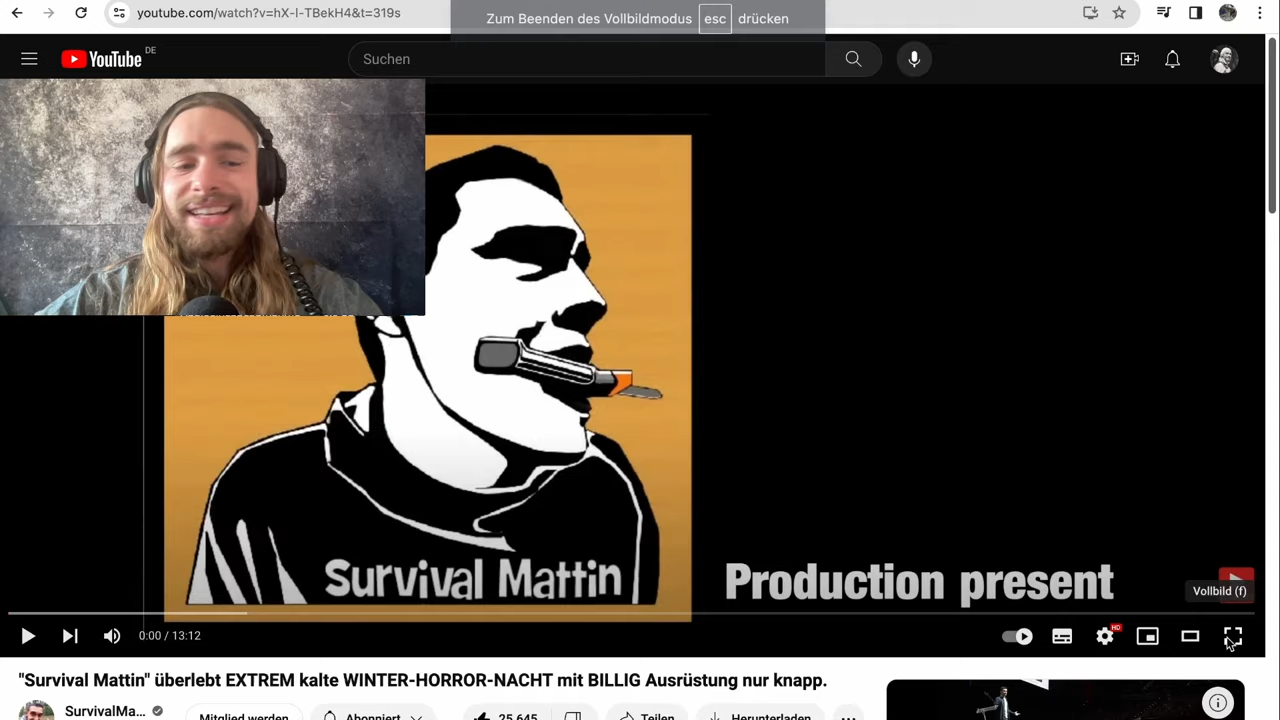 youtube.com/watch?v=hX-l-TBekH4&t=319s
Zum Beenden des Vollbildmodus esc drücken
YouTube DE
Suchen
Survival Mattin
Production present
Vollbild (f)
0:00 / 13:12
HD
"Survival Mattin" überlebt EXTREM kalte WINTER-HORROR-NACHT mit BILLIG Ausrüstung nur knapp.
SurvivalMa...
Mitglied werden
Abonniert
25.645
Teilen
Herunterladen